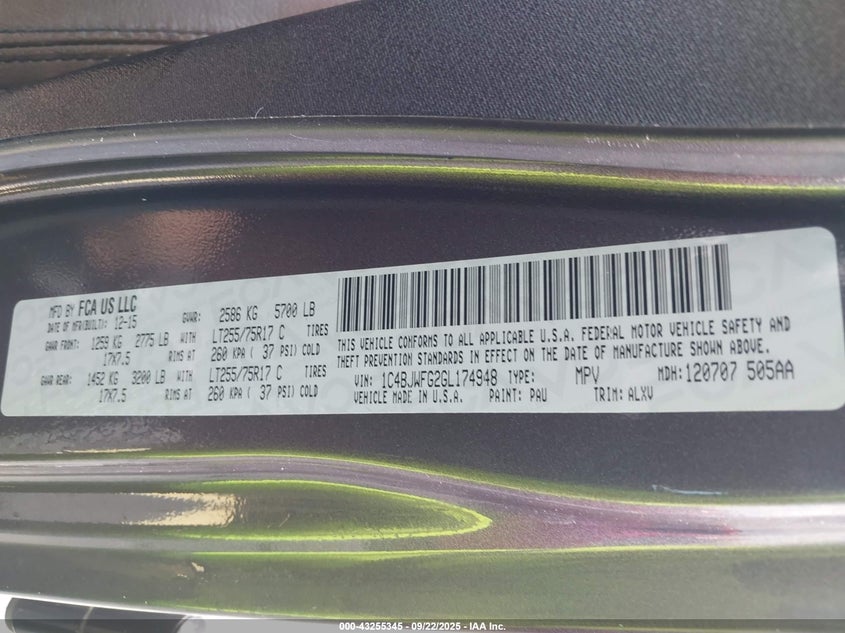 MFD BY FCA US LLC
DATE OF MFR(BUILT): 12-15 GVWR: 2586 KG 5700 LB
GAWR FRONT: 1259 KG 2775 LB WITH LT255/75R17 C TIRES
17X7.5 RIMS AT 260 KPA ( 37 PSI) COLD
GAWR REAR: 1452 KG 3200 LB WITH LT255/75R17 C TIRES
17X7.5 RIMS AT 260 KPA ( 37 PSI) COLD
THIS VEHICLE CONFORMS TO ALL APPLICABLE U.S.A. FEDERAL MOTOR VEHICLE SAFETY AND
THEFT PREVENTION STANDARDS IN EFFECT ON THE DATE OF MANUFACTURE SHOWN ABOVE.
VIN: 1C4BJWFG2GL174948 TYPE: MPV MDH:120707 505AA
VEHICLE MADE IN U.S.A. PAINT: PAU TRIM: ALXV
000-43255345 - 09/22/2025 - IAA Inc.